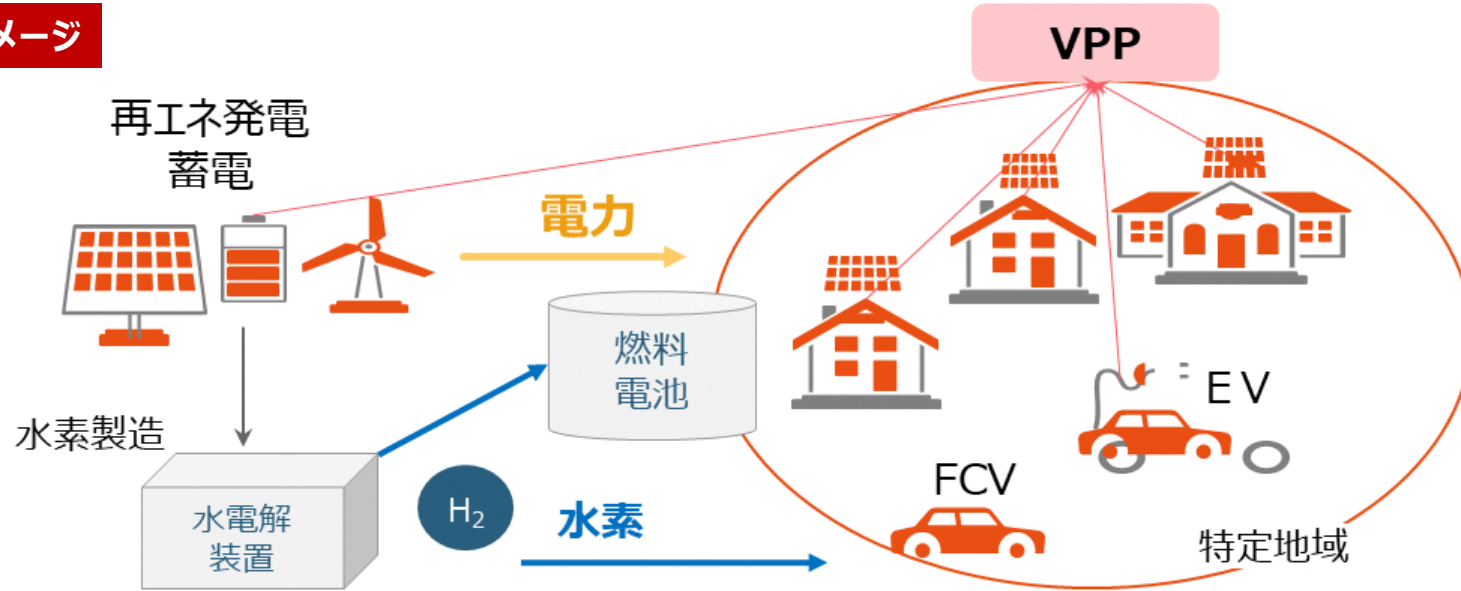 メージ
VPP
再エネ発電
蓄電
電力
燃料
電池
水素製造
水電解
装置
H₂
水素
EV
FCV
特定地域